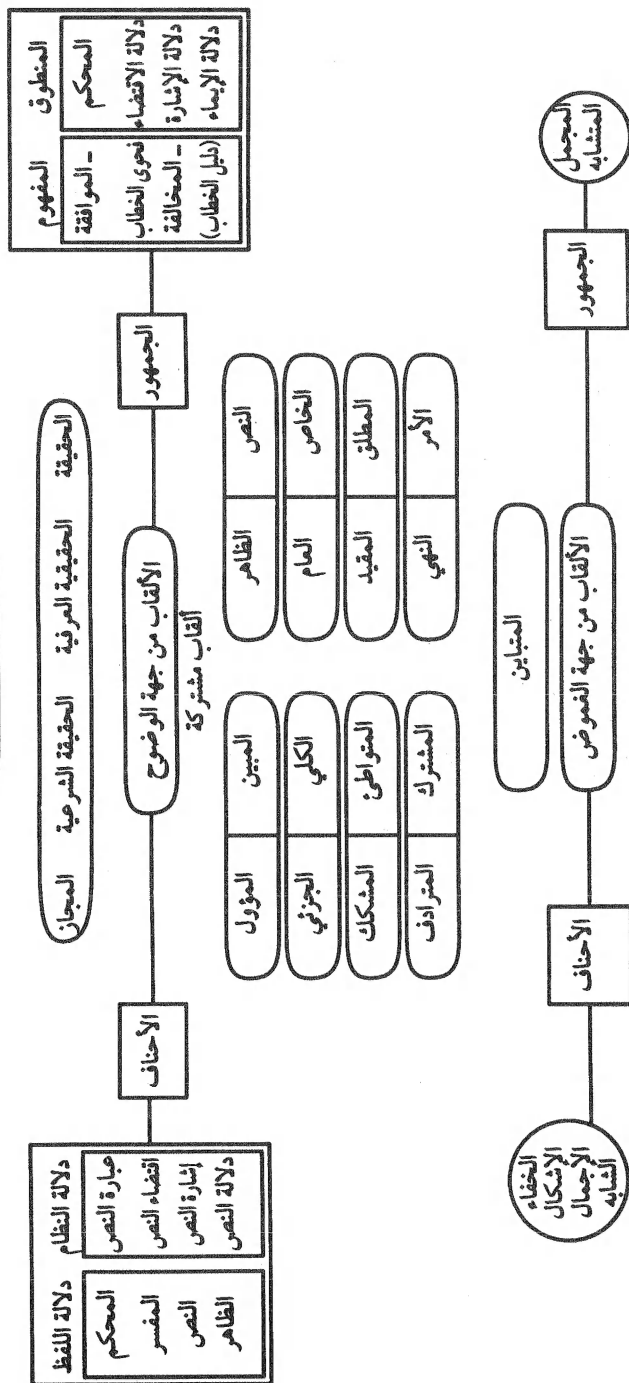 الحقيقة الحقيقية العرفية الحقيقة الشرعية المجاز
المنطوق
المحكم
دلالة الاقتضاء
دلالة الإشارة
دلالة الإيماء
المفهوم
ـ الموافقة
فحوى الخطاب
ـ المخالفة
(دليل الخطاب)
الجمهور
الألقاب من جهة الوضوح
الأحناف
دلالة النظام
عبارة النص
اقتضاء النص
إشارة النص
دلالة النص
دلالة اللفظ
المحكم
المفسر
النص
الظاهر
ألقاب مشتركة
النص الظاهر المبين المؤول
الخاص العام الكلي الجزئي
المطلق المقيد المتواطئ المشكك
الأمر النهي المشترك المترادف
المتباين
المجمل
المتشابه
الجمهور
الألقاب من جهة الغموض
الأحناف
الخفاء
الإشكال
الإجمال
الشابه